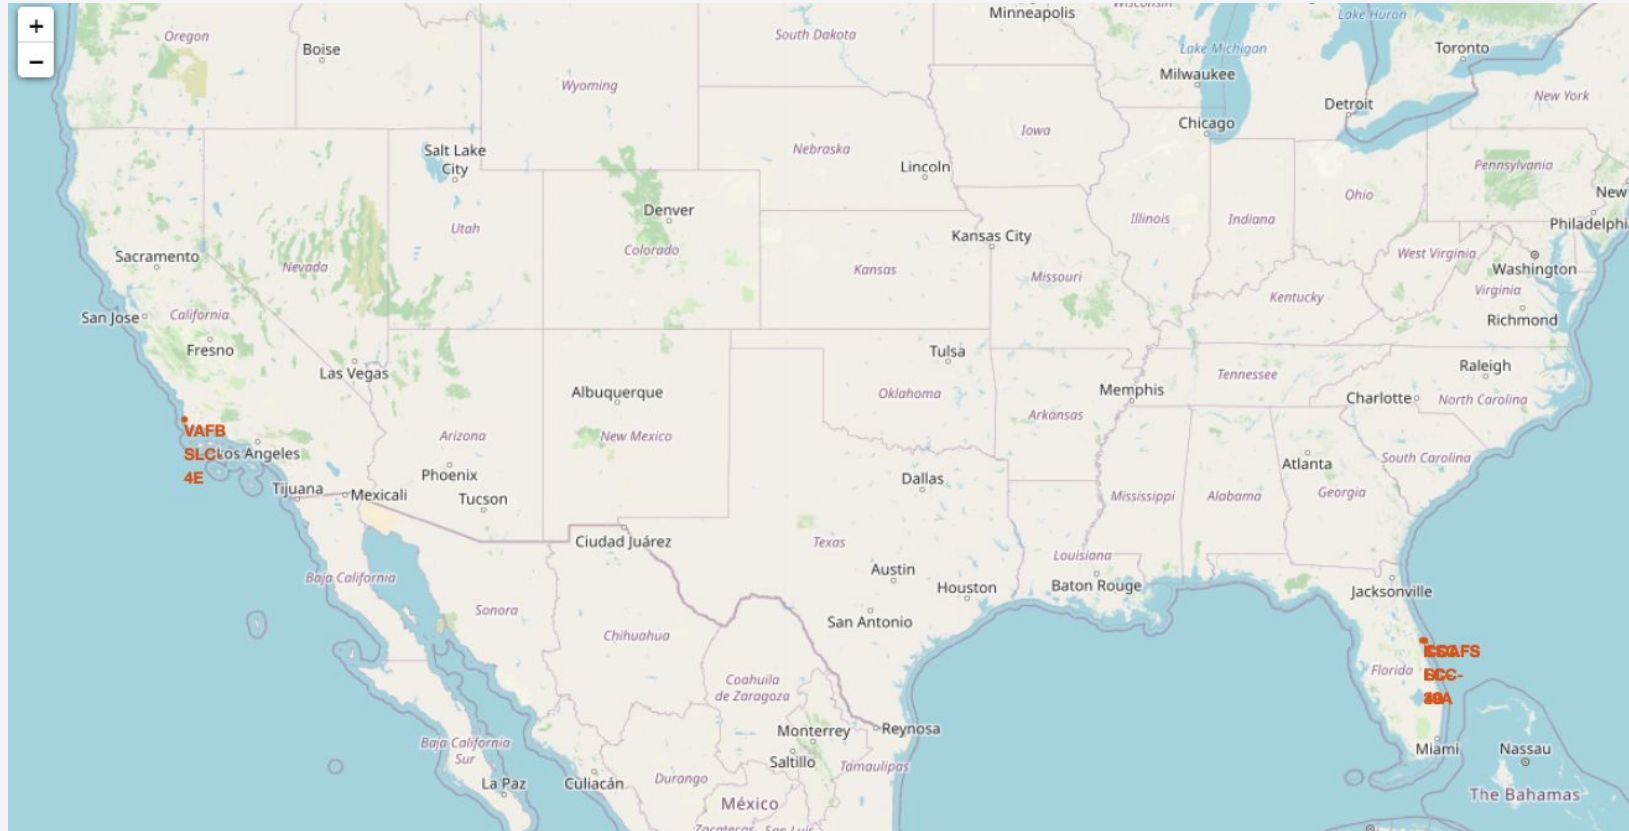 +
−
Oregon
Boise
South Dakota
Minneapolis
Wisconsin
Lake Huron
Lake Michigan
Toronto
Milwaukee
Wyoming
Detroit
New York
Chicago
Iowa
Salt Lake
City
Nebraska
Lincoln
Pennsylvania
New
Ohio
Denver
Utah
Illinois
Indiana
Philadelphi
Kansas City
Colorado
Sacramento
Nevada
Kansas
Missouri
West Virginia
Washington
Virginia
Kentucky
San Jose
California
Richmond
Fresno
Las Vegas
Tulsa
Raleigh
Tennessee
Albuquerque
Oklahoma
Memphis
Charlotte
North Carolina
Arkansas
VAFB
SLC-
4E
Los Angeles
Arizona
New Mexico
Atlanta
South Carolina
Phoenix
Dallas
Tijuana
Mexicali
Tucson
Mississippi
Alabama
Georgia
Ciudad Juárez
Texas
Louisiana
Baja California
Austin
Houston
Baton Rouge
Jacksonville
Sonora
San Antonio
Chihuahua
Florida
Coahuila
de Zaragoza
Monterrey
Reynosa
Baja California
Sur
Saltillo
Tamaulipas
Miami
Nassau
La Paz
Culiacán
Durango
México
The Bahamas
Zacatecas
San Luis